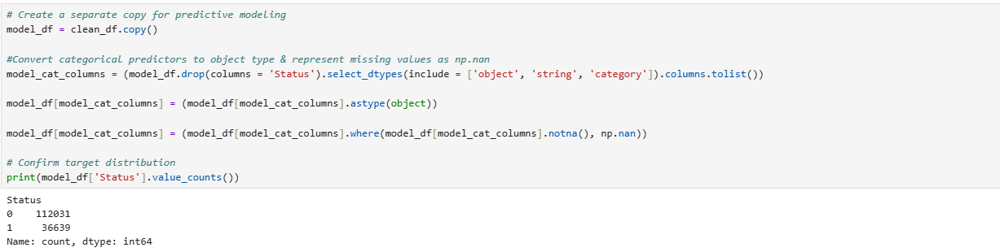 # Create a separate copy for predictive modeling
model_df = clean_df.copy()
#Convert categorical predictors to object type & represent missing values as np.nan
model_cat_columns = (model_df.drop(columns = 'Status').select_dtypes(include = ['object', 'string', 'category']).columns.tolist())
model_df[model_cat_columns] = (model_df[model_cat_columns].astype(object))
model_df[model_cat_columns] = (model_df[model_cat_columns].where(model_df[model_cat_columns].notna(), np.nan))
# Confirm target distribution
print(model_df['Status'].value_counts())
Status
0    112031
1     36639
Name: count, dtype: int64